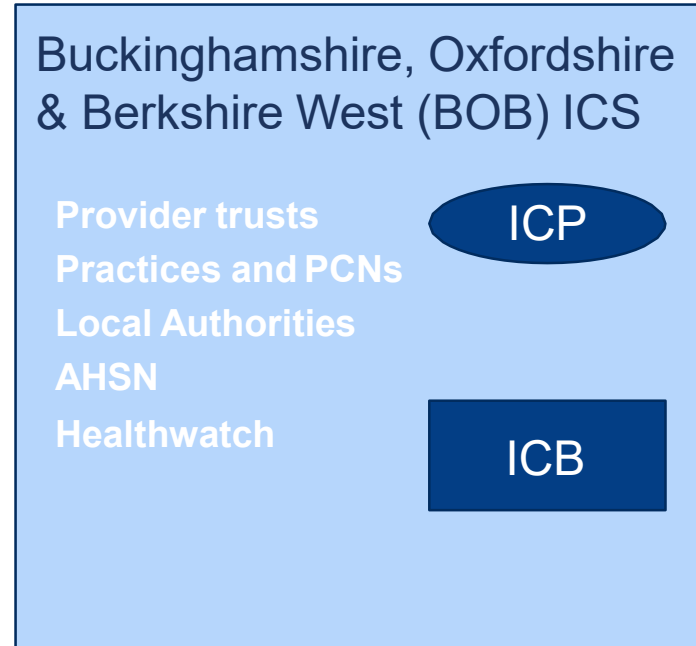 Buckinghamshire, Oxfordshire
& Berkshire West (BOB) ICS
Provider trusts
Practices and PCNs
Local Authorities
AHSN
Healthwatch
ICP
ICB